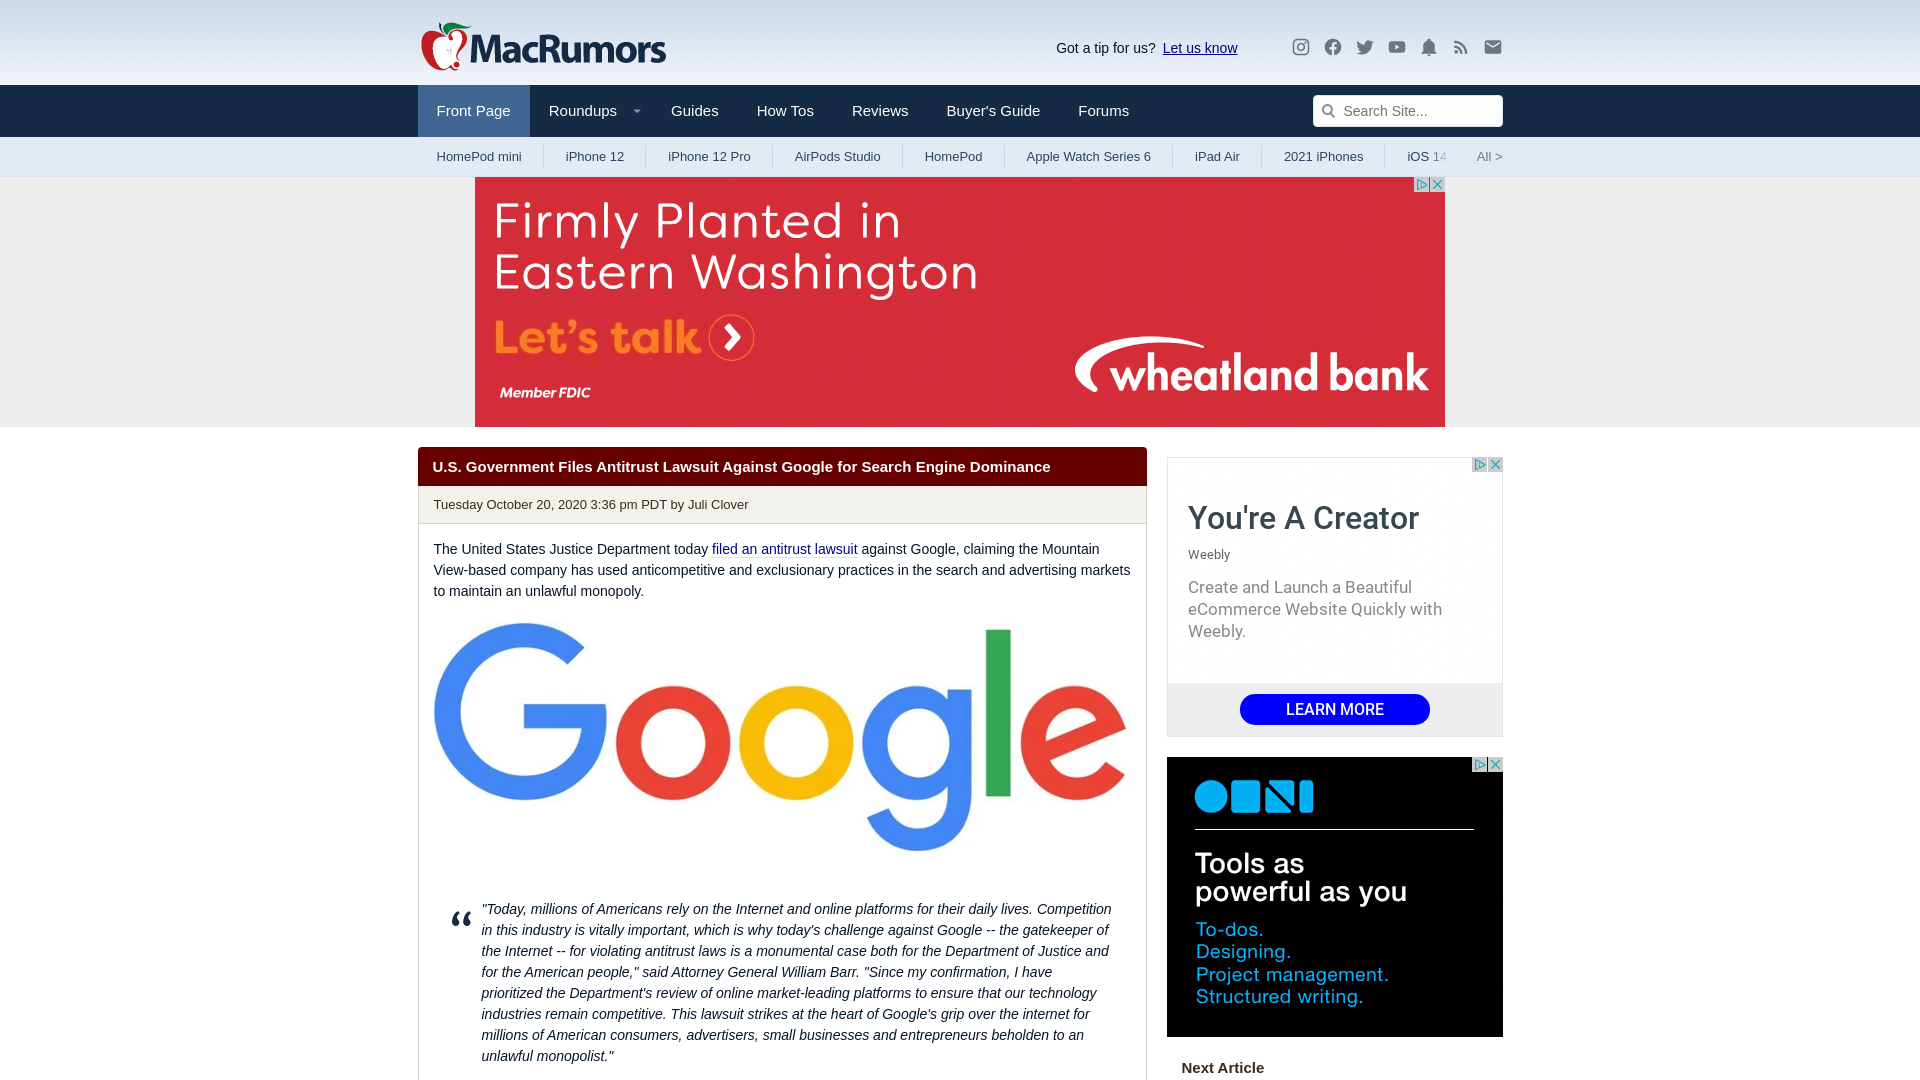 MacRumors
Got a tip for us? Let us know
Front Page
Roundups
Guides
How Tos
Reviews
Buyer's Guide
Forums
Search Site...
HomePod mini
iPhone 12
iPhone 12 Pro
AirPods Studio
HomePod
Apple Watch Series 6
iPad Air
2021 iPhones
iOS 14
All >
Firmly Planted in
Eastern Washington
Let's talk
Member FDIC
wheatland bank
U.S. Government Files Antitrust Lawsuit Against Google for Search Engine Dominance
Tuesday October 20, 2020 3:36 pm PDT by Juli Clover
The United States Justice Department today filed an antitrust lawsuit against Google, claiming the Mountain
View-based company has used anticompetitive and exclusionary practices in the search and advertising markets
to maintain an unlawful monopoly.
Google
"Today, millions of Americans rely on the Internet and online platforms for their daily lives. Competition
in this industry is vitally important, which is why today's challenge against Google -- the gatekeeper of
the Internet -- for violating antitrust laws is a monumental case both for the Department of Justice and
for the American people," said Attorney General William Barr. "Since my confirmation, I have
prioritized the Department's review of online market-leading platforms to ensure that our technology
industries remain competitive. This lawsuit strikes at the heart of Google's grip over the internet for
millions of American consumers, advertisers, small businesses and entrepreneurs beholden to an
unlawful monopolist."
You're A Creator
Weebly
Create and Launch a Beautiful
eCommerce Website Quickly with
Weebly.
LEARN MORE
OMNI
Tools as
powerful as you
To-dos.
Designing.
Project management.
Structured writing.
Next Article